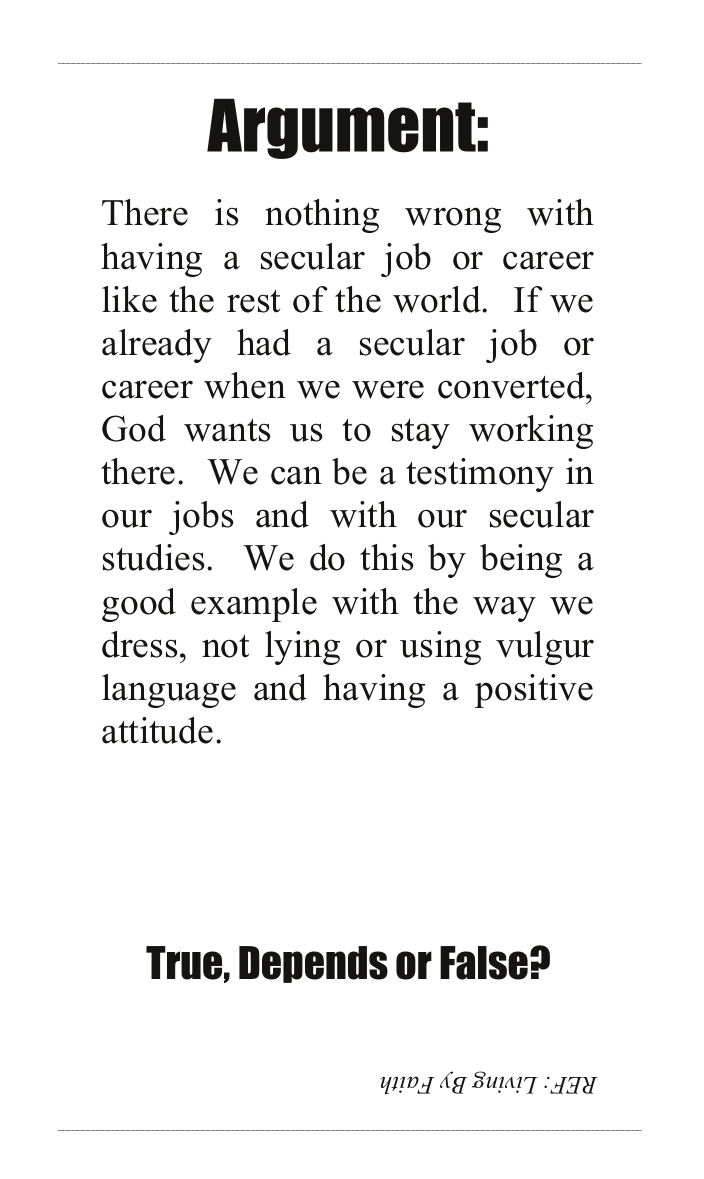 Argument:
There is nothing wrong with
having a secular job or career
like the rest of the world.  If we
already had a secular job or
career when we were converted,
God wants us to stay working
there.  We can be a testimony in
our jobs and with our secular
studies.  We do this by being a
good example with the way we
dress, not lying or using vulgur
language and having a positive
attitude.
True, Depends or False?
REF: Living By Faith